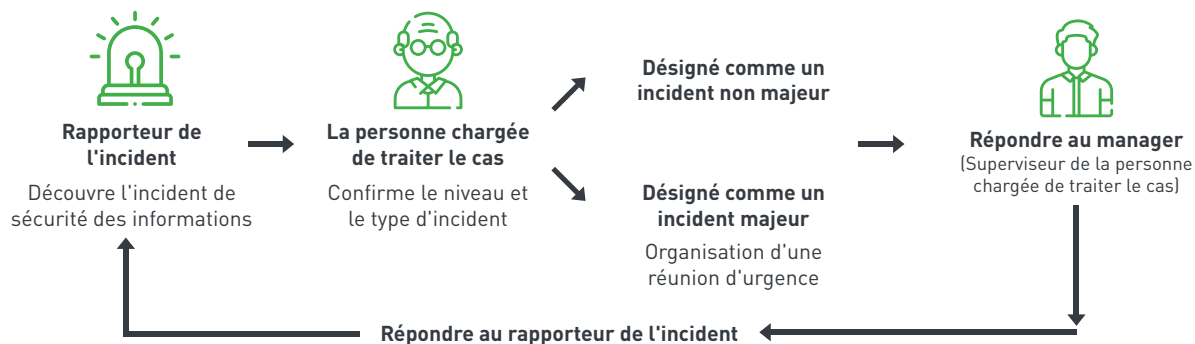 Rapporteur de
l'incident
Découvre l'incident de
sécurité des informations
La personne chargée
de traiter le cas
Confirme le niveau et
le type d'incident
Désigné comme un
incident non majeur
Désigné comme un
incident majeur
Organisation d'une
réunion d'urgence
Répondre au manager
(Superviseur de la personne
chargée de traiter le cas)
Répondre au rapporteur de l'incident